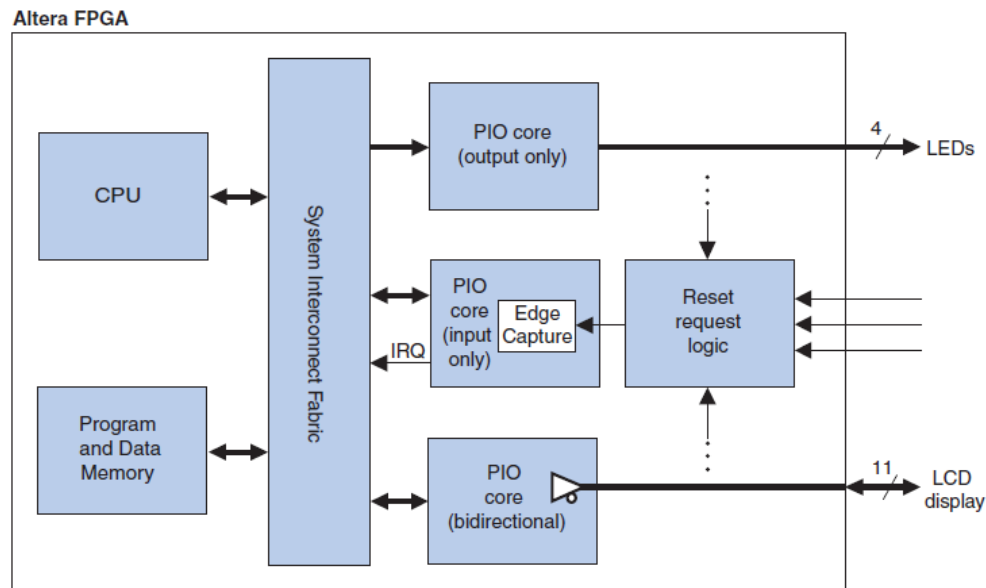 Altera FPGA
CPU
Program
and Data
Memory
System Interconnect Fabric
PIO core
(output only)
4
LEDs
PIO
core
(input
only)
Edge
Capture
IRQ
Reset
request
logic
PIO
core
(bidirectional)
11
LCD
display